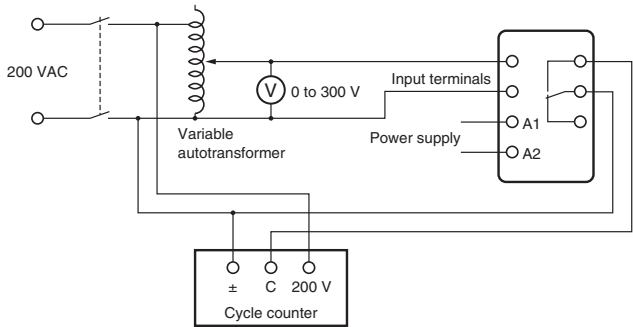 200 VAC
V
0 to 300 V
Variable
autotransformer
Input terminals
Power supply
A1
A2
± C 200 V
Cycle counter